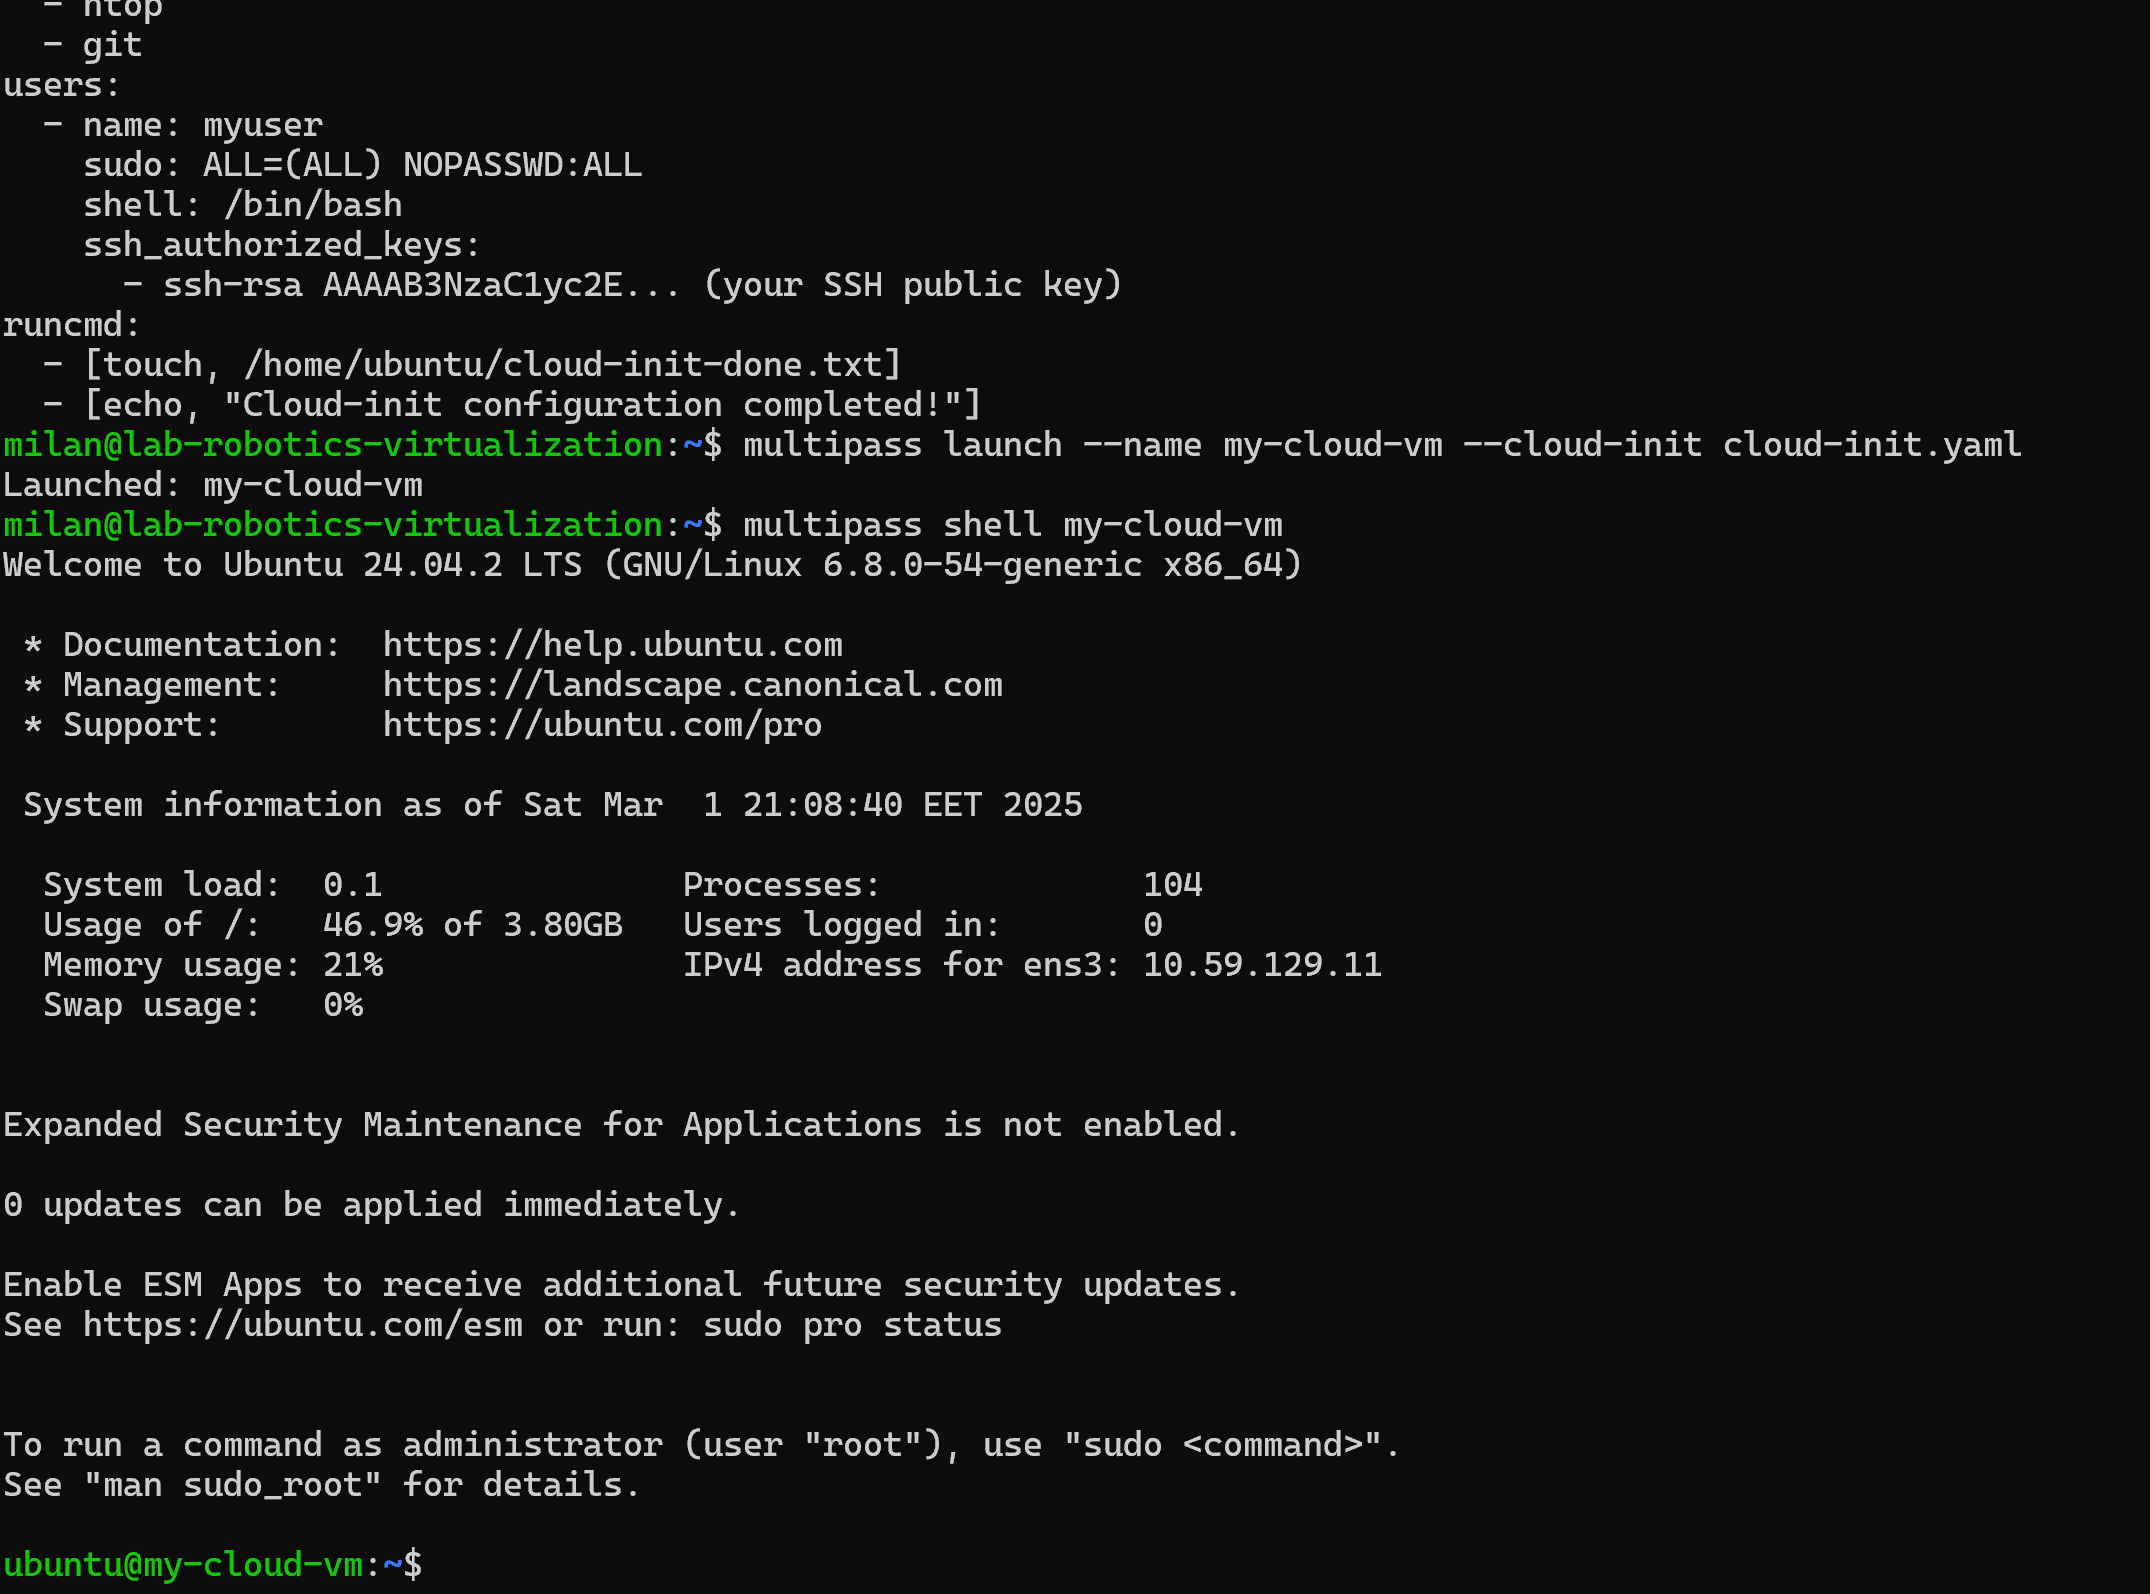 - htop
- git
users:
- name: myuser
sudo: ALL=(ALL) NOPASSWD:ALL
shell: /bin/bash
ssh_authorized_keys:
- ssh-rsa AAAAB3NzaC1yc2E... (your SSH public key)
runcmd:
- [touch, /home/ubuntu/cloud-init-done.txt]
- [echo, "Cloud-init configuration completed!"]
milan@lab-robotics-virtualization:~$ multipass launch --name my-cloud-vm --cloud-init cloud-init.yaml
Launched: my-cloud-vm
milan@lab-robotics-virtualization:~$ multipass shell my-cloud-vm
Welcome to Ubuntu 24.04.2 LTS (GNU/Linux 6.8.0-54-generic x86_64)
* Documentation: https://help.ubuntu.com
* Management: https://landscape.canonical.com
* Support: https://ubuntu.com/pro
System information as of Sat Mar 1 21:08:40 EET 2025
System load: 0.1 Processes: 104
Usage of /: 46.9% of 3.80GB Users logged in: 0
Memory usage: 21% IPv4 address for ens3: 10.59.129.11
Swap usage: 0%
Expanded Security Maintenance for Applications is not enabled.
0 updates can be applied immediately.
Enable ESM Apps to receive additional future security updates.
See https://ubuntu.com/esm or run: sudo pro status
To run a command as administrator (user "root"), use "sudo <command>".
See "man sudo_root" for details.
ubuntu@my-cloud-vm:~$